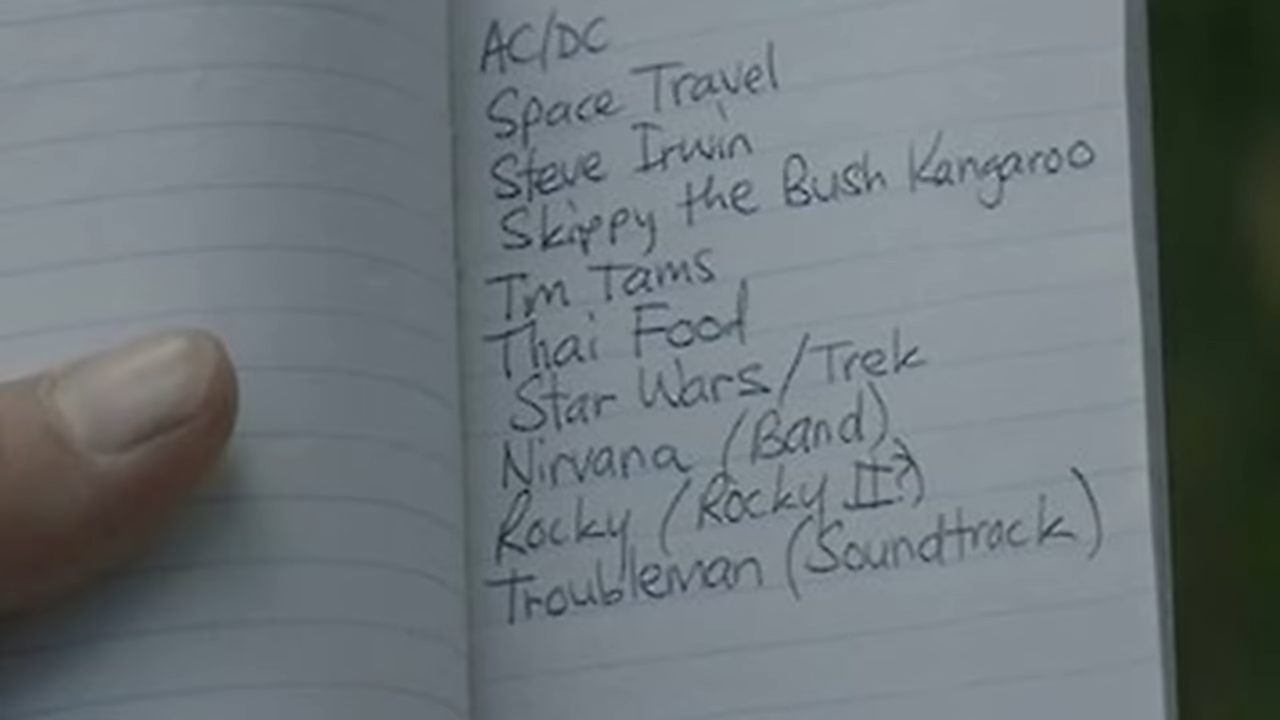 AC/DC
Space Travel
Steve Irwin
Skippy the Bush Kangaroo
Tim Tams
Thai Food
Star Wars/Trek
Nirvana (Band)
Rocky (Rocky II?)
Troubleman (Soundtrack)